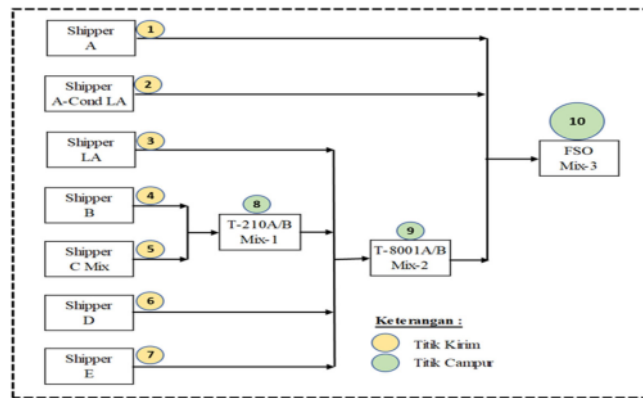 Shipper
A
1
Shipper
A-Cond LA
2
10
FSO
Mix-3
Shipper
LA
3
Shipper
B
4
8
T-210A/B
Mix-1
9
T-8001A/B
Mix-2
Shipper
C Mix
5
Shipper
D
6
Shipper
E
7
Keterangan :
Titik Kirim
Titik Campur